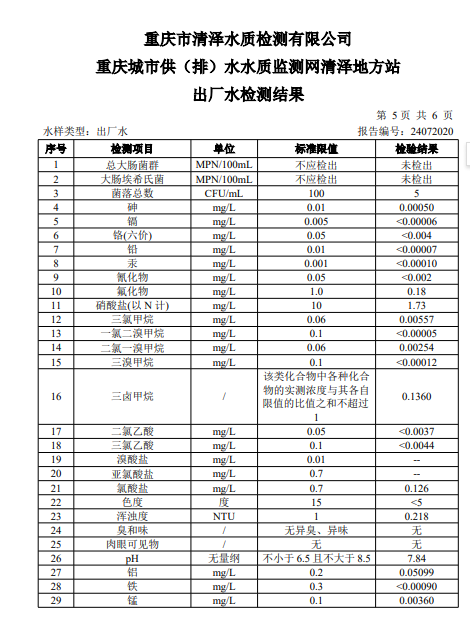 重庆市清泽水质检测有限公司
重庆城市供（排）水水质监测网清泽地方站
出厂水检测结果
第 5页 共 6 页
水样类型：出厂水 报告编号：24072020
序号 检测项目 单位 标准限值 检验结果
1 总大肠菌群 MPN/100mL 不应检出 未检出
2 大肠埃希氏菌 MPN/100mL 不应检出 未检出
3 菌落总数 CFU/mL 100 5
4 砷 mg/L 0.01 0.00050
5 镉 mg/L 0.005 <0.00006
6 铬(六价) mg/L 0.05 <0.004
7 铅 mg/L 0.01 <0.00007
8 汞 mg/L 0.001 <0.00010
9 氰化物 mg/L 0.05 <0.002
10 氟化物 mg/L 1.0 0.18
11 硝酸盐(以 N 计) mg/L 10 1.73
12 三氯甲烷 mg/L 0.06 0.00557
13 一氯二溴甲烷 mg/L 0.1 <0.00005
14 二氯一溴甲烷 mg/L 0.06 0.00254
15 三溴甲烷 mg/L 0.1 <0.00012
16 三卤甲烷 / 该类化合物中各种化合
物的实测浓度与其各自
限值的比值之和不超过
1 0.1360
17 二氯乙酸 mg/L 0.05 <0.0037
18 三氯乙酸 mg/L 0.1 <0.0044
19 溴酸盐 mg/L 0.01 --
20 亚氯酸盐 mg/L 0.7 --
21 氯酸盐 mg/L 0.7 0.126
22 色度 度 15 <5
23 浑浊度 NTU 1 0.218
24 臭和味 / 无异臭、异味 无
25 肉眼可见物 / 无 无
26 pH 无量纲 不小于 6.5 且不大于 8.5 7.84
27 铝 mg/L 0.2 0.05099
28 铁 mg/L 0.3 <0.00090
29 锰 mg/L 0.1 0.00360